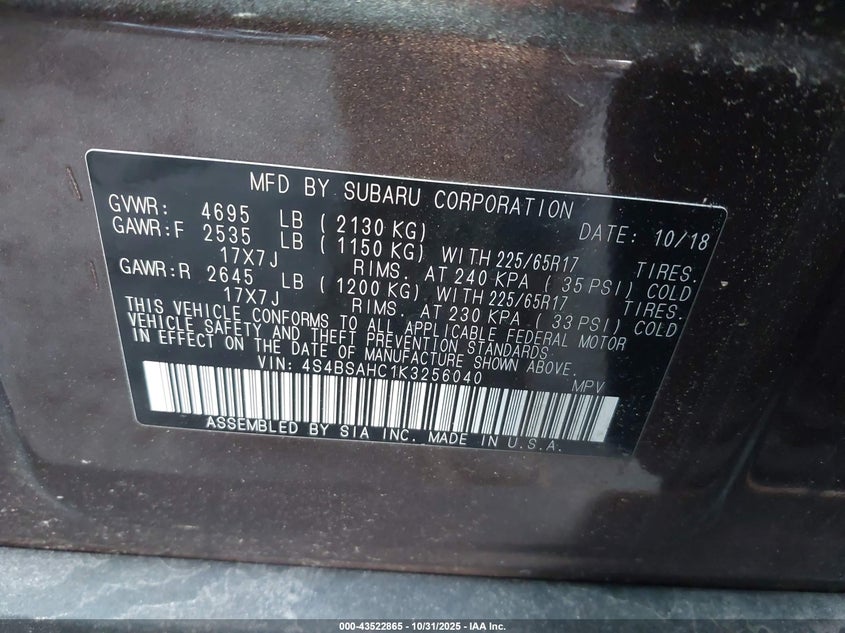 MFD BY SUBARU CORPORATION
GVWR: 4695 LB ( 2130 KG) DATE: 10/18
GAWR:F 2535 LB ( 1150 KG) WITH 225/65R17 TIRES.
17X7J RIMS. AT 240 KPA ( 35 PSI) COLD
GAWR:R 2645 LB ( 1200 KG) WITH 225/65R17 TIRES.
17X7J RIMS. AT 230 KPA ( 33 PSI) COLD
THIS VEHICLE CONFORMS TO ALL APPLICABLE FEDERAL MOTOR
VEHICLE SAFETY AND THEFT PREVENTION STANDARDS
IN EFFECT ON THE DATE OF MANUFACTURE SHOWN ABOVE.
VIN: 4S4BSAHC1K3256040 MPV
ASSEMBLED BY SIA INC. MADE IN U.S.A.
000-43522865 - 10/31/2025 - IAA Inc.